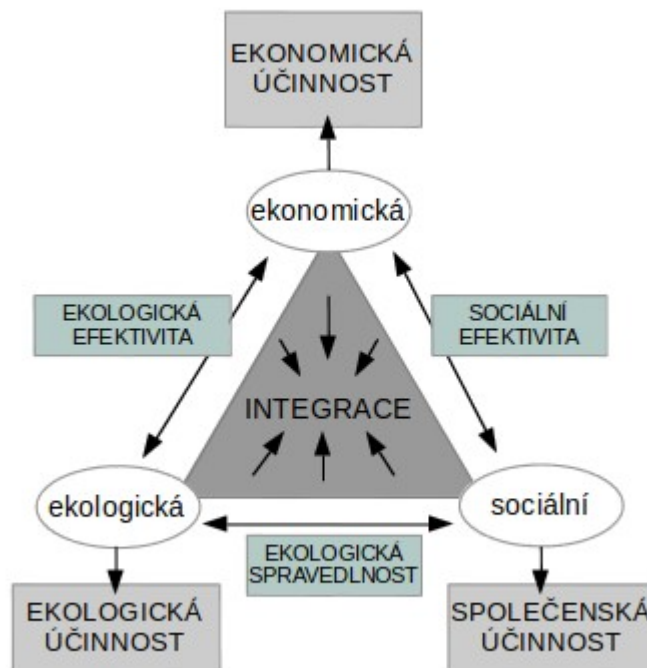 EKONOMICKÁ
ÚČINNOST
ekonomická
EKOLOGICKÁ
EFEKTIVITA
SOCIÁLNÍ
EFEKTIVITA
INTEGRACE
ekologická
sociální
EKOLOGICKÁ
SPRAVEDLNOST
EKOLOGICKÁ
ÚČINNOST
SPOLEČENSKÁ
ÚČINNOST